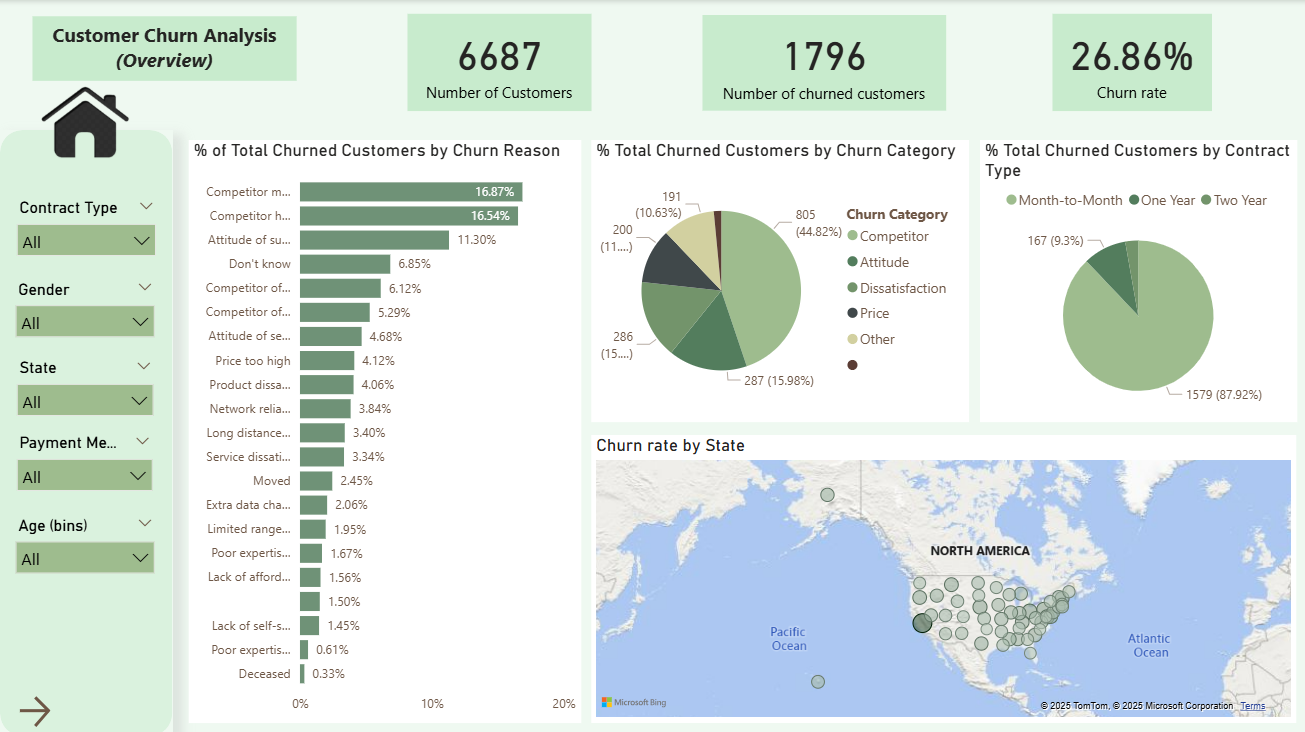 Customer Churn Analysis
(Overview)
6687
Number of Customers
1796
Number of churned customers
26.86%
Churn rate
Contract Type
All
Gender
All
State
All
Payment Me...
All
Age (bins)
All
% of Total Churned Customers by Churn Reason
Competitor m... 16.87%
Competitor h... 16.54%
Attitude of su... 11.30%
Don't know 6.85%
Competitor of... 6.12%
Competitor of... 5.29%
Attitude of se... 4.68%
Price too high 4.12%
Product dissa... 4.06%
Network relia... 3.84%
Long distance... 3.40%
Service dissati... 3.34%
Moved 2.45%
Extra data cha... 2.06%
Limited range... 1.95%
Poor expertis... 1.67%
Lack of afford... 1.56%
1.50%
Lack of self-s... 1.45%
Poor expertis... 0.61%
Deceased 0.33%
0% 10% 20%
% Total Churned Customers by Churn Category
805
(44.82%)
287 (15.98%)
286
(15....)
200
(11....)
191
(10.63%)
Churn Category
Competitor
Attitude
Dissatisfaction
Price
Other
% Total Churned Customers by Contract
Type
Month-to-Month One Year Two Year
167 (9.3%)
1579 (87.92%)
Churn rate by State
NORTH AMERICA
Pacific
Ocean
Atlantic
Ocean
Microsoft Bing
© 2025 TomTom, © 2025 Microsoft Corporation Terms